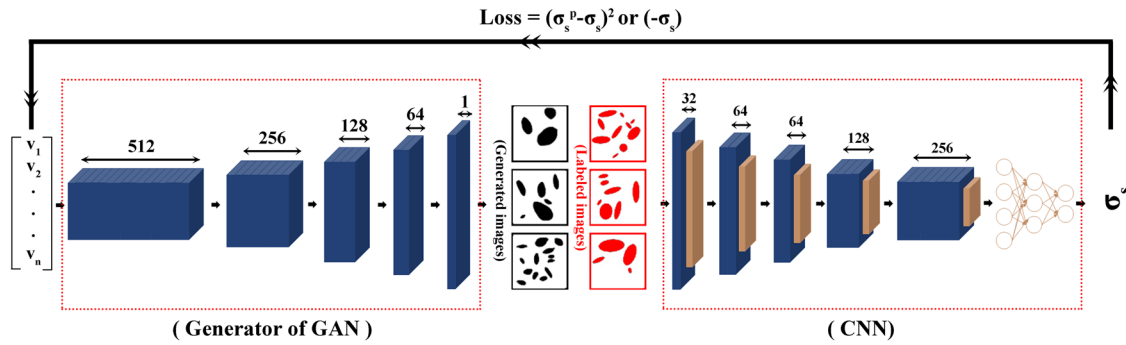 Loss = (σₛᵖ-σₛ)² or (-σₛ)
v₁
v₂
.
.
.
vₙ
512
256
128
64
1
(Generated images)
(Labeled images)
32
64
64
128
256
σₛ
( Generator of GAN )
( CNN)